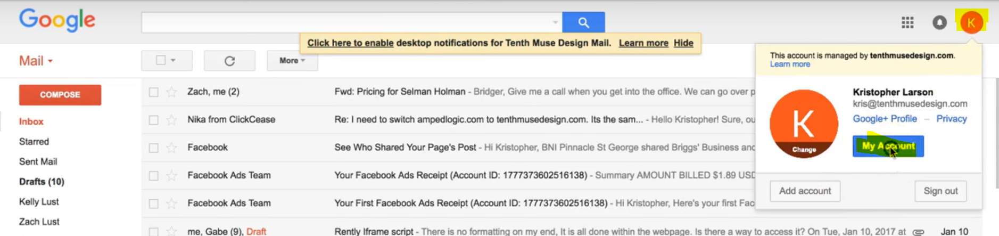 Google
K
Click here to enable desktop notifications for Tenth Muse Design Mail. Learn more Hide
This account is managed by tenthmusedesign.com.
Learn more
Mail
More
Kristopher Larson
kris@tenthmusedesign.com
Google+ Profile – Privacy
K
Change
My Account
Add account
Sign out
COMPOSE
Inbox
Starred
Sent Mail
Drafts (10)
Kelly Lust
Zach Lust
Zach, me (2) Fwd: Pricing for Selman Holman - Bridger, Give me a call when you get into the office. We can go over p
Nika from ClickCease Re: I need to switch ampedlogic.com to tenthmusedesign.com. Its the sam... - Hello Kristopher! Sure, ou
Facebook See Who Shared Your Page's Post - Hi Kristopher, BNI Pinnacle St George shared Briggs' Business and
Facebook Ads Team Your Facebook Ads Receipt (Account ID: 1777373602516138) - Summary AMOUNT BILLED $1.89 USD
Facebook Ads Team Your First Facebook Ads Receipt (Account ID: 1777373602516138) - Hi Kristopher, Here's your first Fac
me, Gabe (9), Draft Rently Iframe script - There is no formatting on my end, It is all done within the webpage. Is there a way to access it? On Tue, Jan 10, 2017 at Jan 10